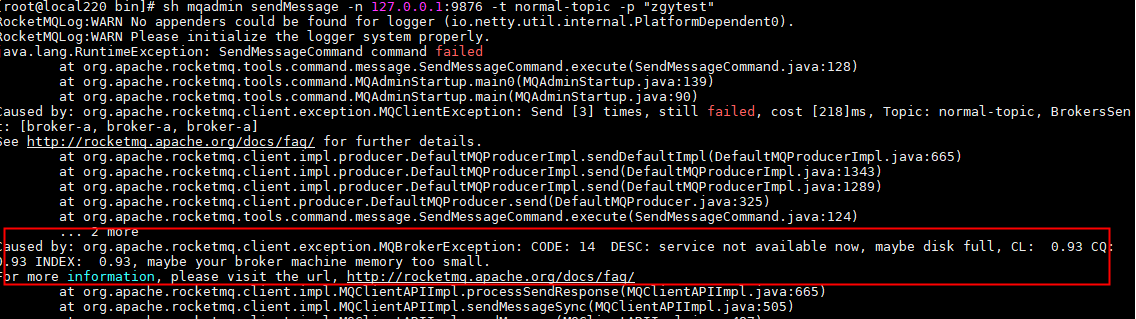 [root@local220 bin]# sh mqadmin sendMessage -n 127.0.0.1:9876 -t normal-topic -p "zgytest"
RocketMQLog:WARN No appenders could be found for logger (io.netty.util.internal.PlatformDependent0).
RocketMQLog:WARN Please initialize the logger system properly.
java.lang.RuntimeException: SendMessageCommand command failed
at org.apache.rocketmq.tools.command.message.SendMessageCommand.execute(SendMessageCommand.java:128)
at org.apache.rocketmq.tools.command.MQAdminStartup.main0(MQAdminStartup.java:139)
at org.apache.rocketmq.tools.command.MQAdminStartup.main(MQAdminStartup.java:90)
Caused by: org.apache.rocketmq.client.exception.MQClientException: Send [3] times, still failed, cost [218]ms, Topic: normal-topic, BrokersSen
t: [broker-a, broker-a, broker-a]
See http://rocketmq.apache.org/docs/faq/ for further details.
at org.apache.rocketmq.client.impl.producer.DefaultMQProducerImpl.sendDefaultImpl(DefaultMQProducerImpl.java:665)
at org.apache.rocketmq.client.impl.producer.DefaultMQProducerImpl.send(DefaultMQProducerImpl.java:1343)
at org.apache.rocketmq.client.impl.producer.DefaultMQProducerImpl.send(DefaultMQProducerImpl.java:1289)
at org.apache.rocketmq.client.producer.DefaultMQProducer.send(DefaultMQProducer.java:325)
at org.apache.rocketmq.tools.command.message.SendMessageCommand.execute(SendMessageCommand.java:124)
... 2 more
Caused by: org.apache.rocketmq.client.exception.MQBrokerException: CODE: 14  DESC: service not available now, maybe disk full, CL:  0.93 CQ:
0.93 INDEX:  0.93, maybe your broker machine memory too small.
For more information, please visit the url, http://rocketmq.apache.org/docs/faq/
at org.apache.rocketmq.client.impl.MQClientAPIImpl.processSendResponse(MQClientAPIImpl.java:665)
at org.apache.rocketmq.client.impl.MQClientAPIImpl.sendMessageSync(MQClientAPIImpl.java:505)